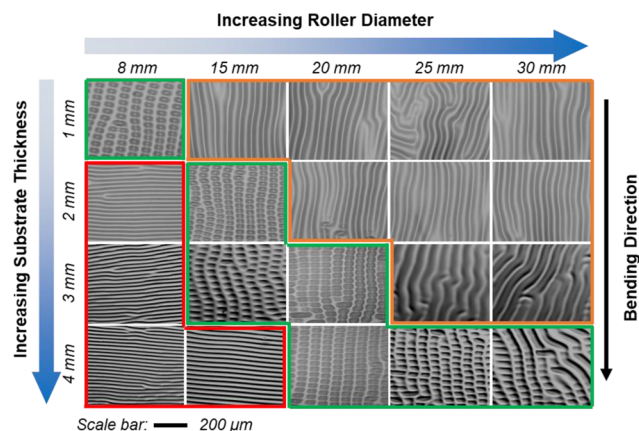 Increasing Roller Diameter
8 mm 15 mm 20 mm 25 mm 30 mm
Increasing Substrate Thickness
1 mm
2 mm
3 mm
4 mm
Bending Direction
Scale bar: 200 µm